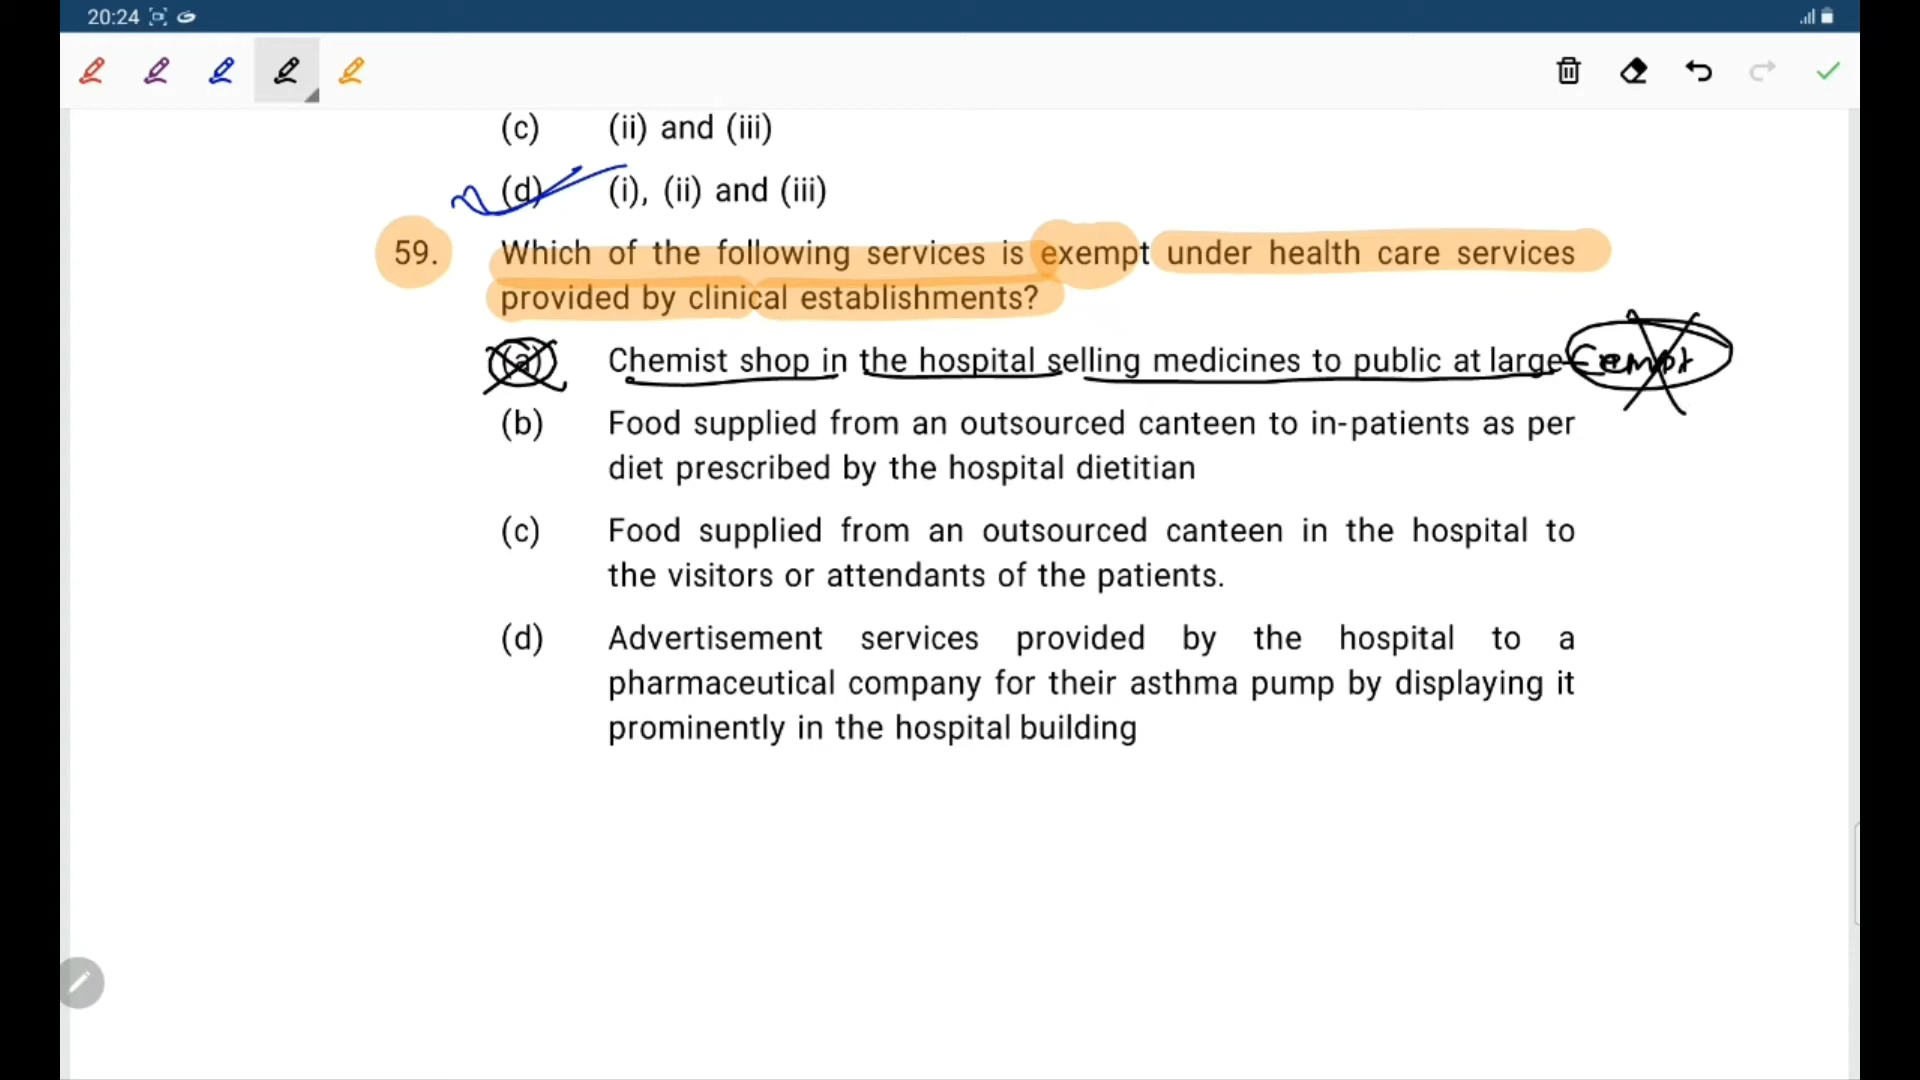 20:24
(c) (ii) and (iii)
(d) (i), (ii) and (iii)
59. Which of the following services is exempt under health care services
provided by clinical establishments?
(a) Chemist shop in the hospital selling medicines to public at large Exempt
(b) Food supplied from an outsourced canteen to in-patients as per
diet prescribed by the hospital dietitian
(c) Food supplied from an outsourced canteen in the hospital to
the visitors or attendants of the patients.
(d) Advertisement services provided by the hospital to a
pharmaceutical company for their asthma pump by displaying it
prominently in the hospital building